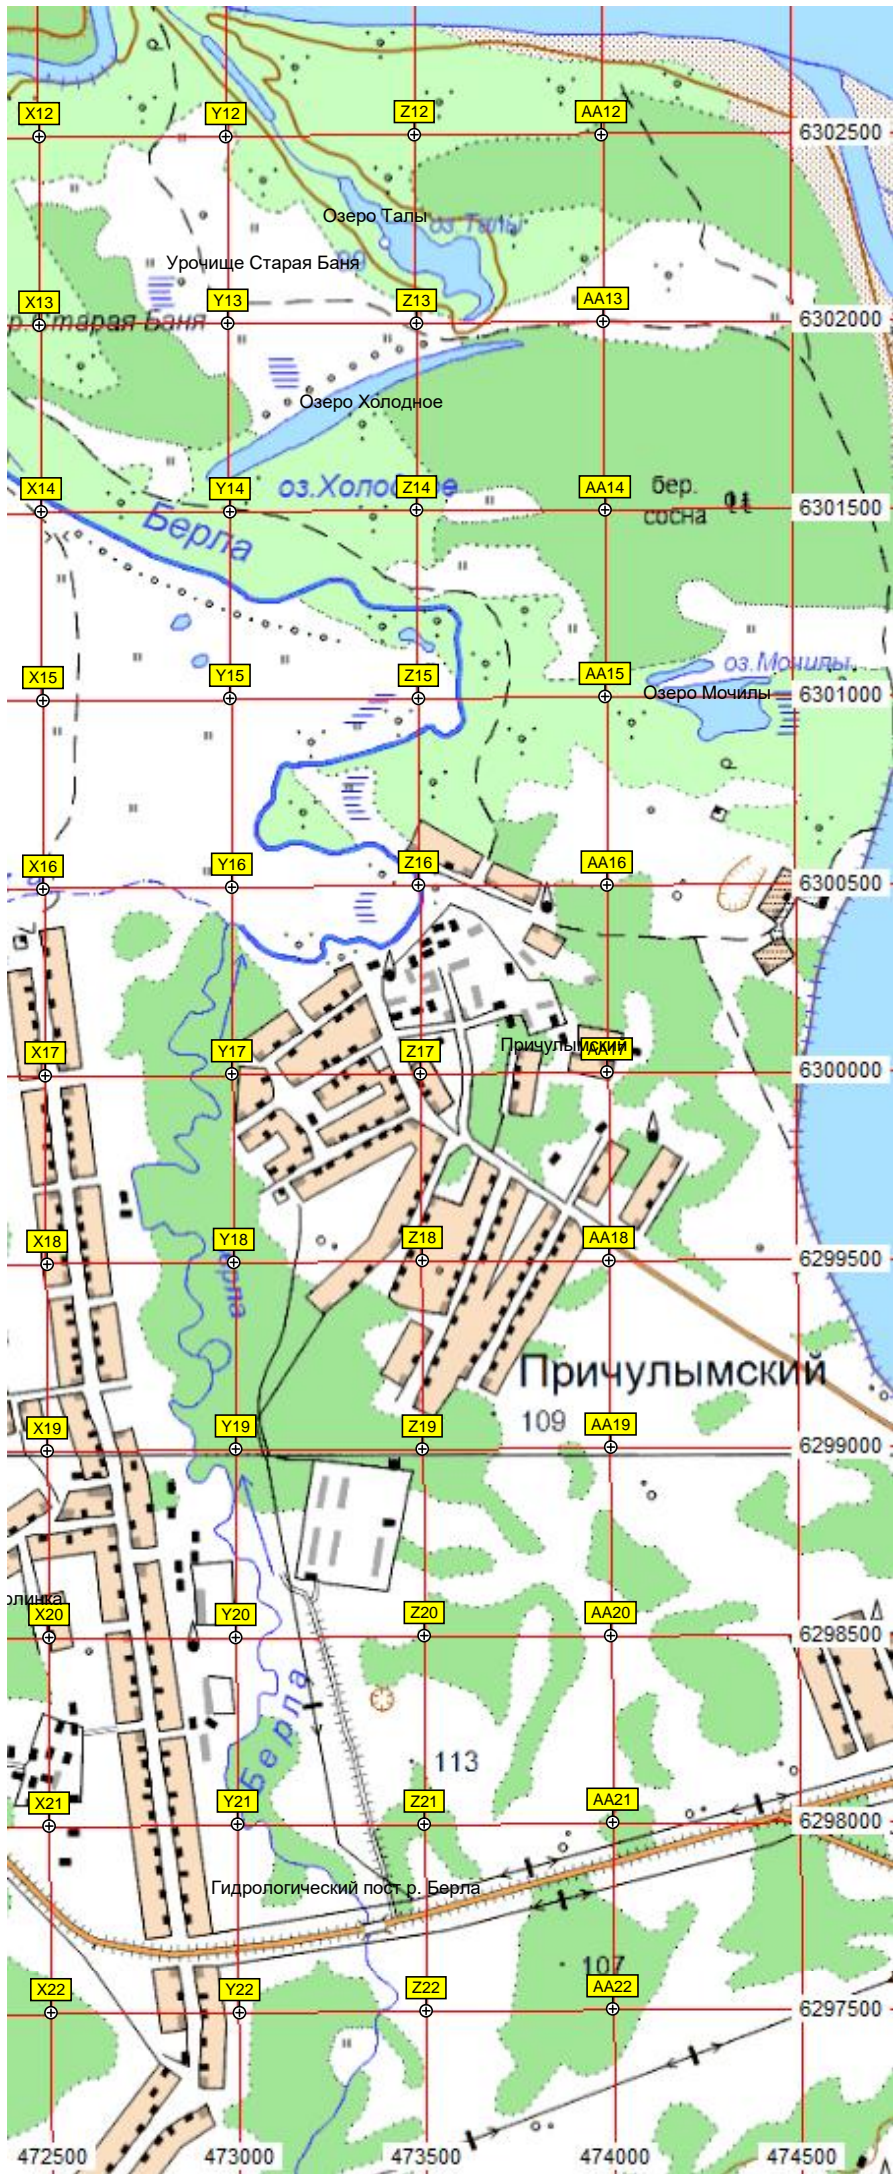 X12 Y12 Z12 AA12 6302500
Озеро Талы
оз.Талы
Урочище Старая Баня
X13 Y13 Z13 AA13 6302000
р.Старая Баня
Озеро Холодное
оз.Холодное
X14 Y14 Z14 AA14 6301500
бер.
сосна
Берла
оз.Мочилы
X15 Y15 Z15 AA15 6301000
Озеро Мочилы
X16 Y16 Z16 AA16 6300500
Причулымский
X17 Y17 Z17 AA17 6300000
X18 Y18 Z18 AA18 6299500
Причулымский
109
X19 Y19 Z19 AA19 6299000
X20 Y20 Z20 AA20 6298500
Берла
113
X21 Y21 Z21 AA21 6298000
Гидрологический пост р. Берла
107
X22 Y22 Z22 AA22 6297500
472500 473000 473500 474000 474500